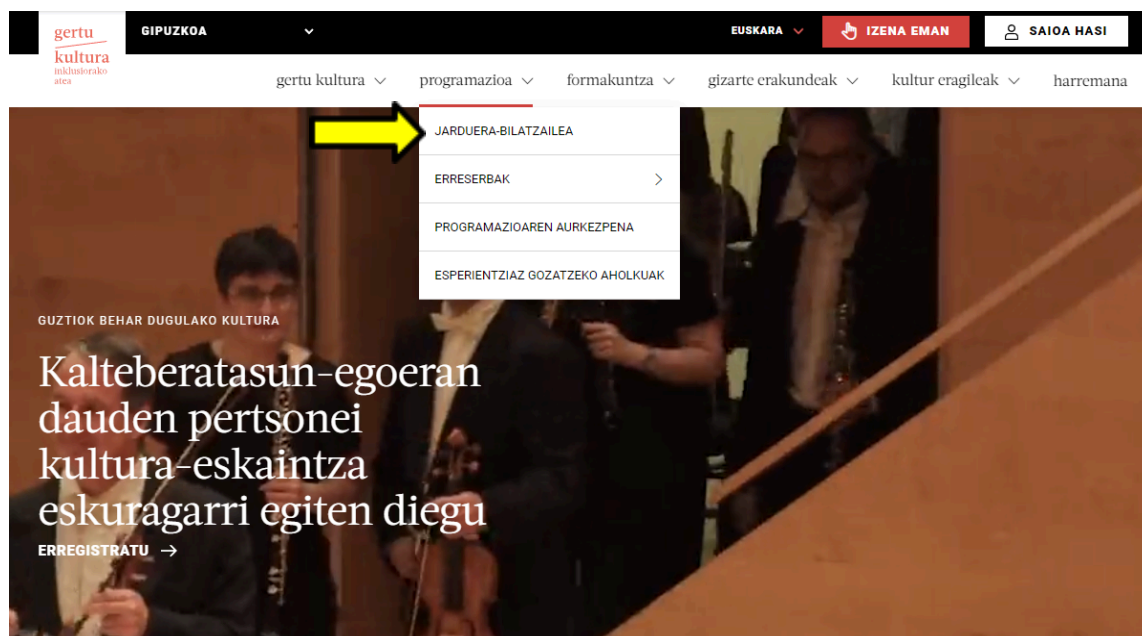 gertu
kultura
inklusiorako
atea
GIPUZKOA
EUSKARA
IZENA EMAN
SAIOA HASI
gertu kultura
programazioa
formakuntza
gizarte erakundeak
kultur eragileak
harremana
JARDUERA-BILATZAILEA
ERRESERBAK
PROGRAMAZIOAREN AURKEZPENA
ESPERIENTZIAZ GOZATZEKO AHOLKUAK
GUZTIOK BEHAR DUGULAKO KULTURA
Kalteberatasun-egoeran
dauden pertsonei
kultura-eskaintza
eskuragarri egiten diegu
ERREGISTRATU →